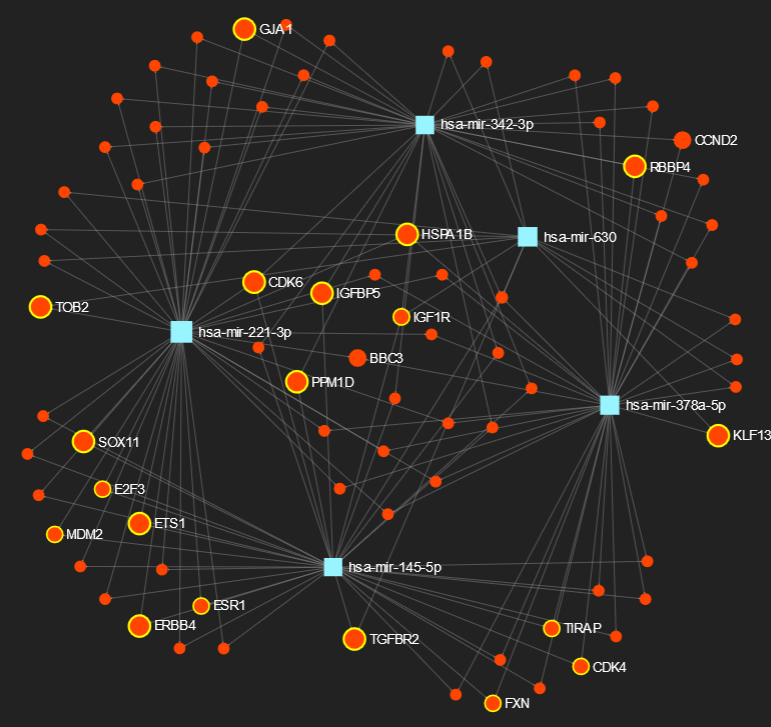 GJA1
hsa-mir-342-3p
CCND2
RBBP4
HSPA1B
hsa-mir-630
CDK6
IGFBP5
TOB2
IGF1R
hsa-mir-221-3p
BBC3
PPM1D
hsa-mir-378a-5p
KLF13
SOX11
E2F3
ETS1
MDM2
hsa-mir-145-5p
ESR1
ERBB4
TIRAP
TGFBR2
CDK4
FXN